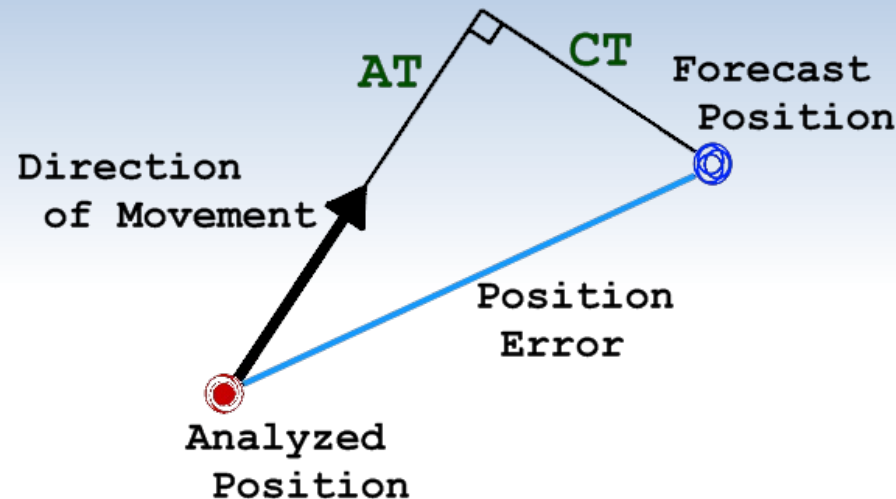 AT
CT
Forecast
Position
Direction
of Movement
Position
Error
Analyzed
Position